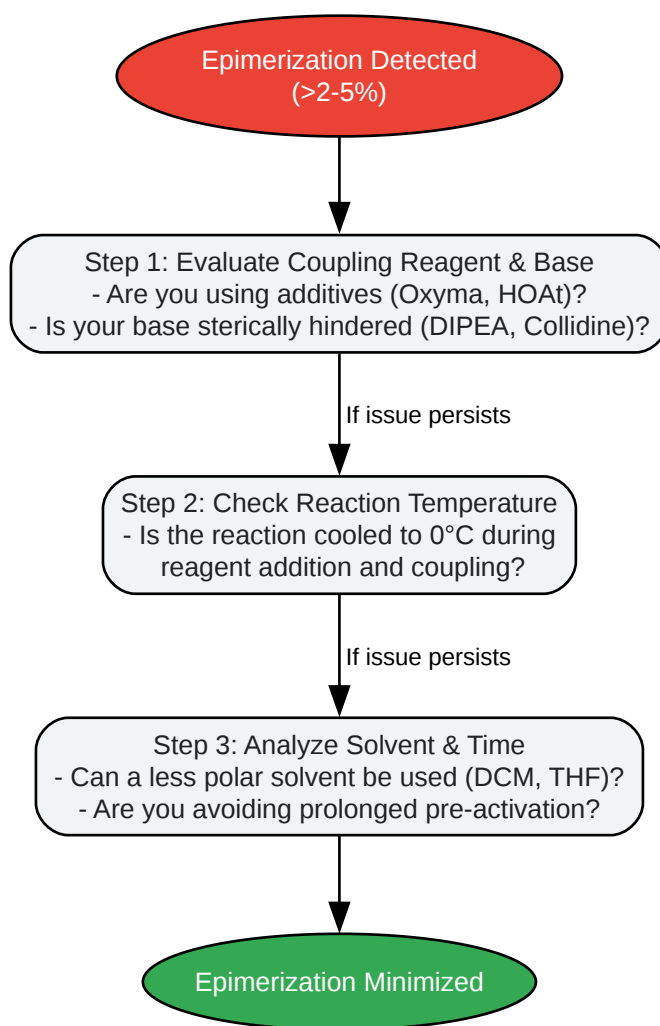 Epimerization Detected
(>2-5%)
Step 1: Evaluate Coupling Reagent & Base
- Are you using additives (Oxyma, HOAt)?
- Is your base sterically hindered (DIPEA, Collidine)?
If issue persists
Step 2: Check Reaction Temperature
- Is the reaction cooled to 0°C during
reagent addition and coupling?
If issue persists
Step 3: Analyze Solvent & Time
- Can a less polar solvent be used (DCM, THF)?
- Are you avoiding prolonged pre-activation?
Epimerization Minimized